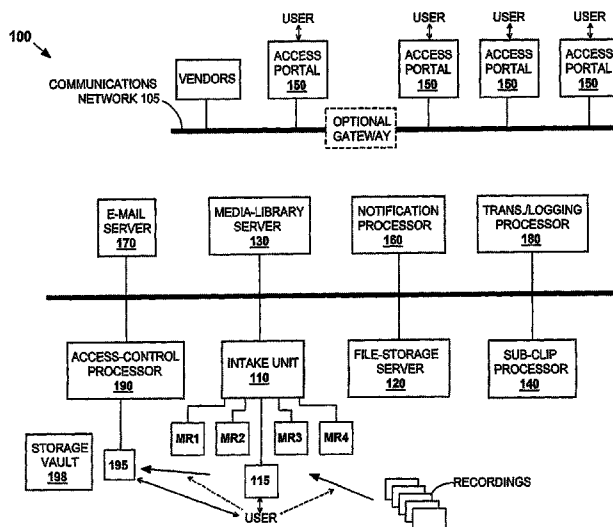 100
USER USER USER USER
ACCESS PORTAL 150
ACCESS PORTAL 150
ACCESS PORTAL 150
ACCESS PORTAL 150
VENDORS
COMMUNICATIONS
NETWORK 105
OPTIONAL
GATEWAY
E-MAIL
SERVER
170
MEDIA-LIBRARY
SERVER
130
NOTIFICATION
PROCESSOR
160
TRANS./LOGGING
PROCESSOR
180
ACCESS-CONTROL
PROCESSOR
190
INTAKE UNIT
110
FILE-STORAGE
SERVER
120
SUB-CLIP
PROCESSOR
140
MR1 MR2 MR3 MR4
STORAGE
VAULT
198
195
115
USER
RECORDINGS